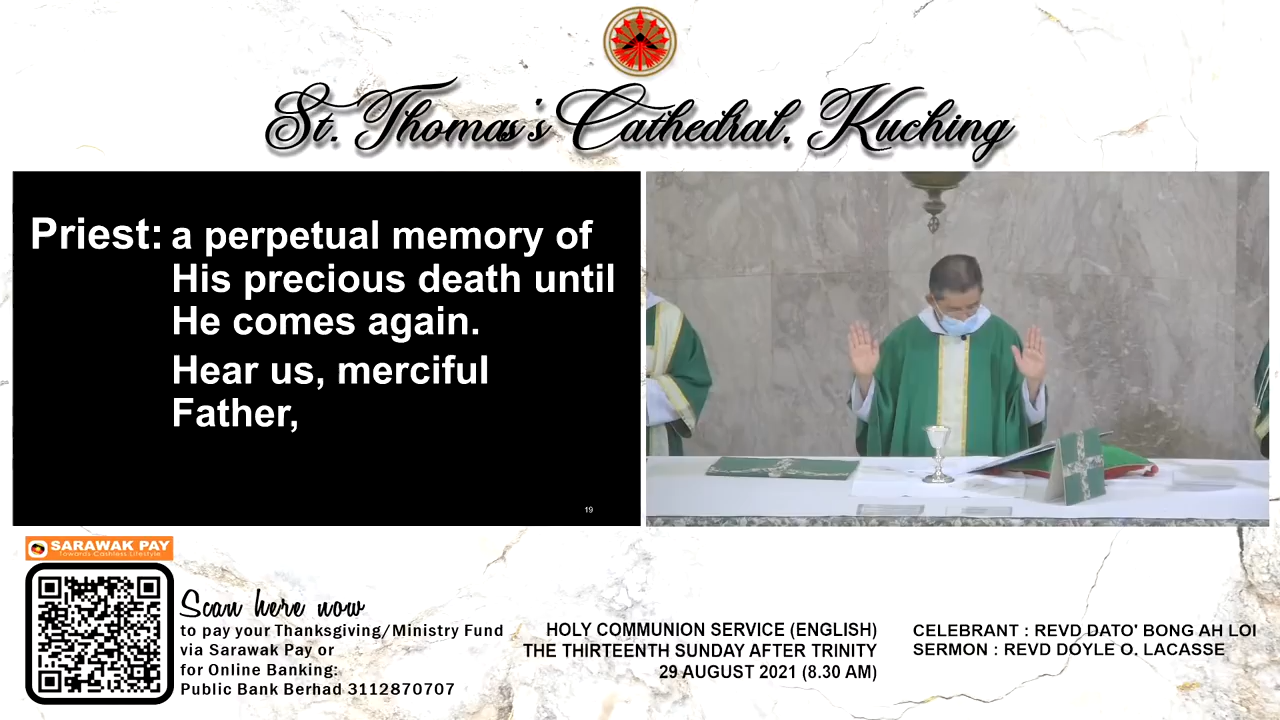 St. Thomas's Cathedral, Kuching
Priest: a perpetual memory of
His precious death until
He comes again.
Hear us, merciful
Father,
19
SARAWAK PAY
Towards Cashless Lifestyle
Scan here now
to pay your Thanksgiving/Ministry Fund
via Sarawak Pay or
for Online Banking:
Public Bank Berhad 3112870707
HOLY COMMUNION SERVICE (ENGLISH)
THE THIRTEENTH SUNDAY AFTER TRINITY
29 AUGUST 2021 (8.30 AM)
CELEBRANT : REVD DATO' BONG AH LOI
SERMON : REVD DOYLE O. LACASSE